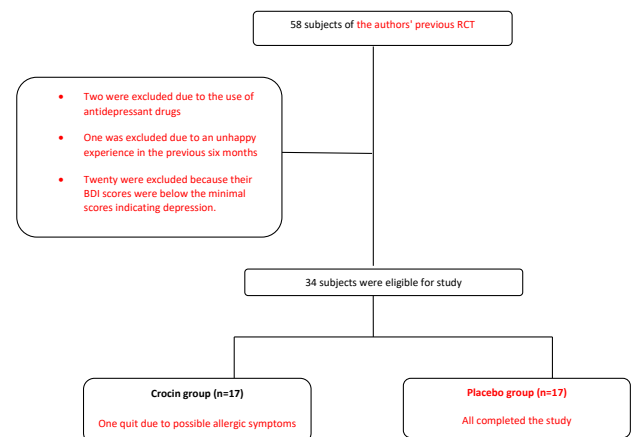 58 subjects of the authors' previous RCT
• Two were excluded due to the use of
antidepressant drugs
• One was excluded due to an unhappy
experience in the previous six months
• Twenty were excluded because their
BDI scores were below the minimal
scores indicating depression.
34 subjects were eligible for study
Crocin group (n=17)
One quit due to possible allergic symptoms
Placebo group (n=17)
All completed the study